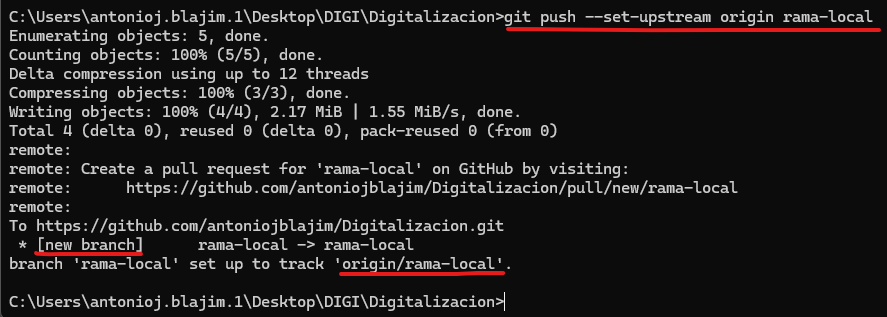 C:\Users\antonioj.blajim.1\Desktop\DIGI\Digitalizacion>git push --set-upstream origin rama-local
Enumerating objects: 5, done.
Counting objects: 100% (5/5), done.
Delta compression using up to 12 threads
Compressing objects: 100% (3/3), done.
Writing objects: 100% (4/4), 2.17 MiB | 1.55 MiB/s, done.
Total 4 (delta 0), reused 0 (delta 0), pack-reused 0 (from 0)
remote:
remote: Create a pull request for 'rama-local' on GitHub by visiting:
remote:      https://github.com/antoniojblajim/Digitalizacion/pull/new/rama-local
remote:
To https://github.com/antoniojblajim/Digitalizacion.git
 * [new branch]      rama-local -> rama-local
branch 'rama-local' set up to track 'origin/rama-local'.
C:\Users\antonioj.blajim.1\Desktop\DIGI\Digitalizacion>